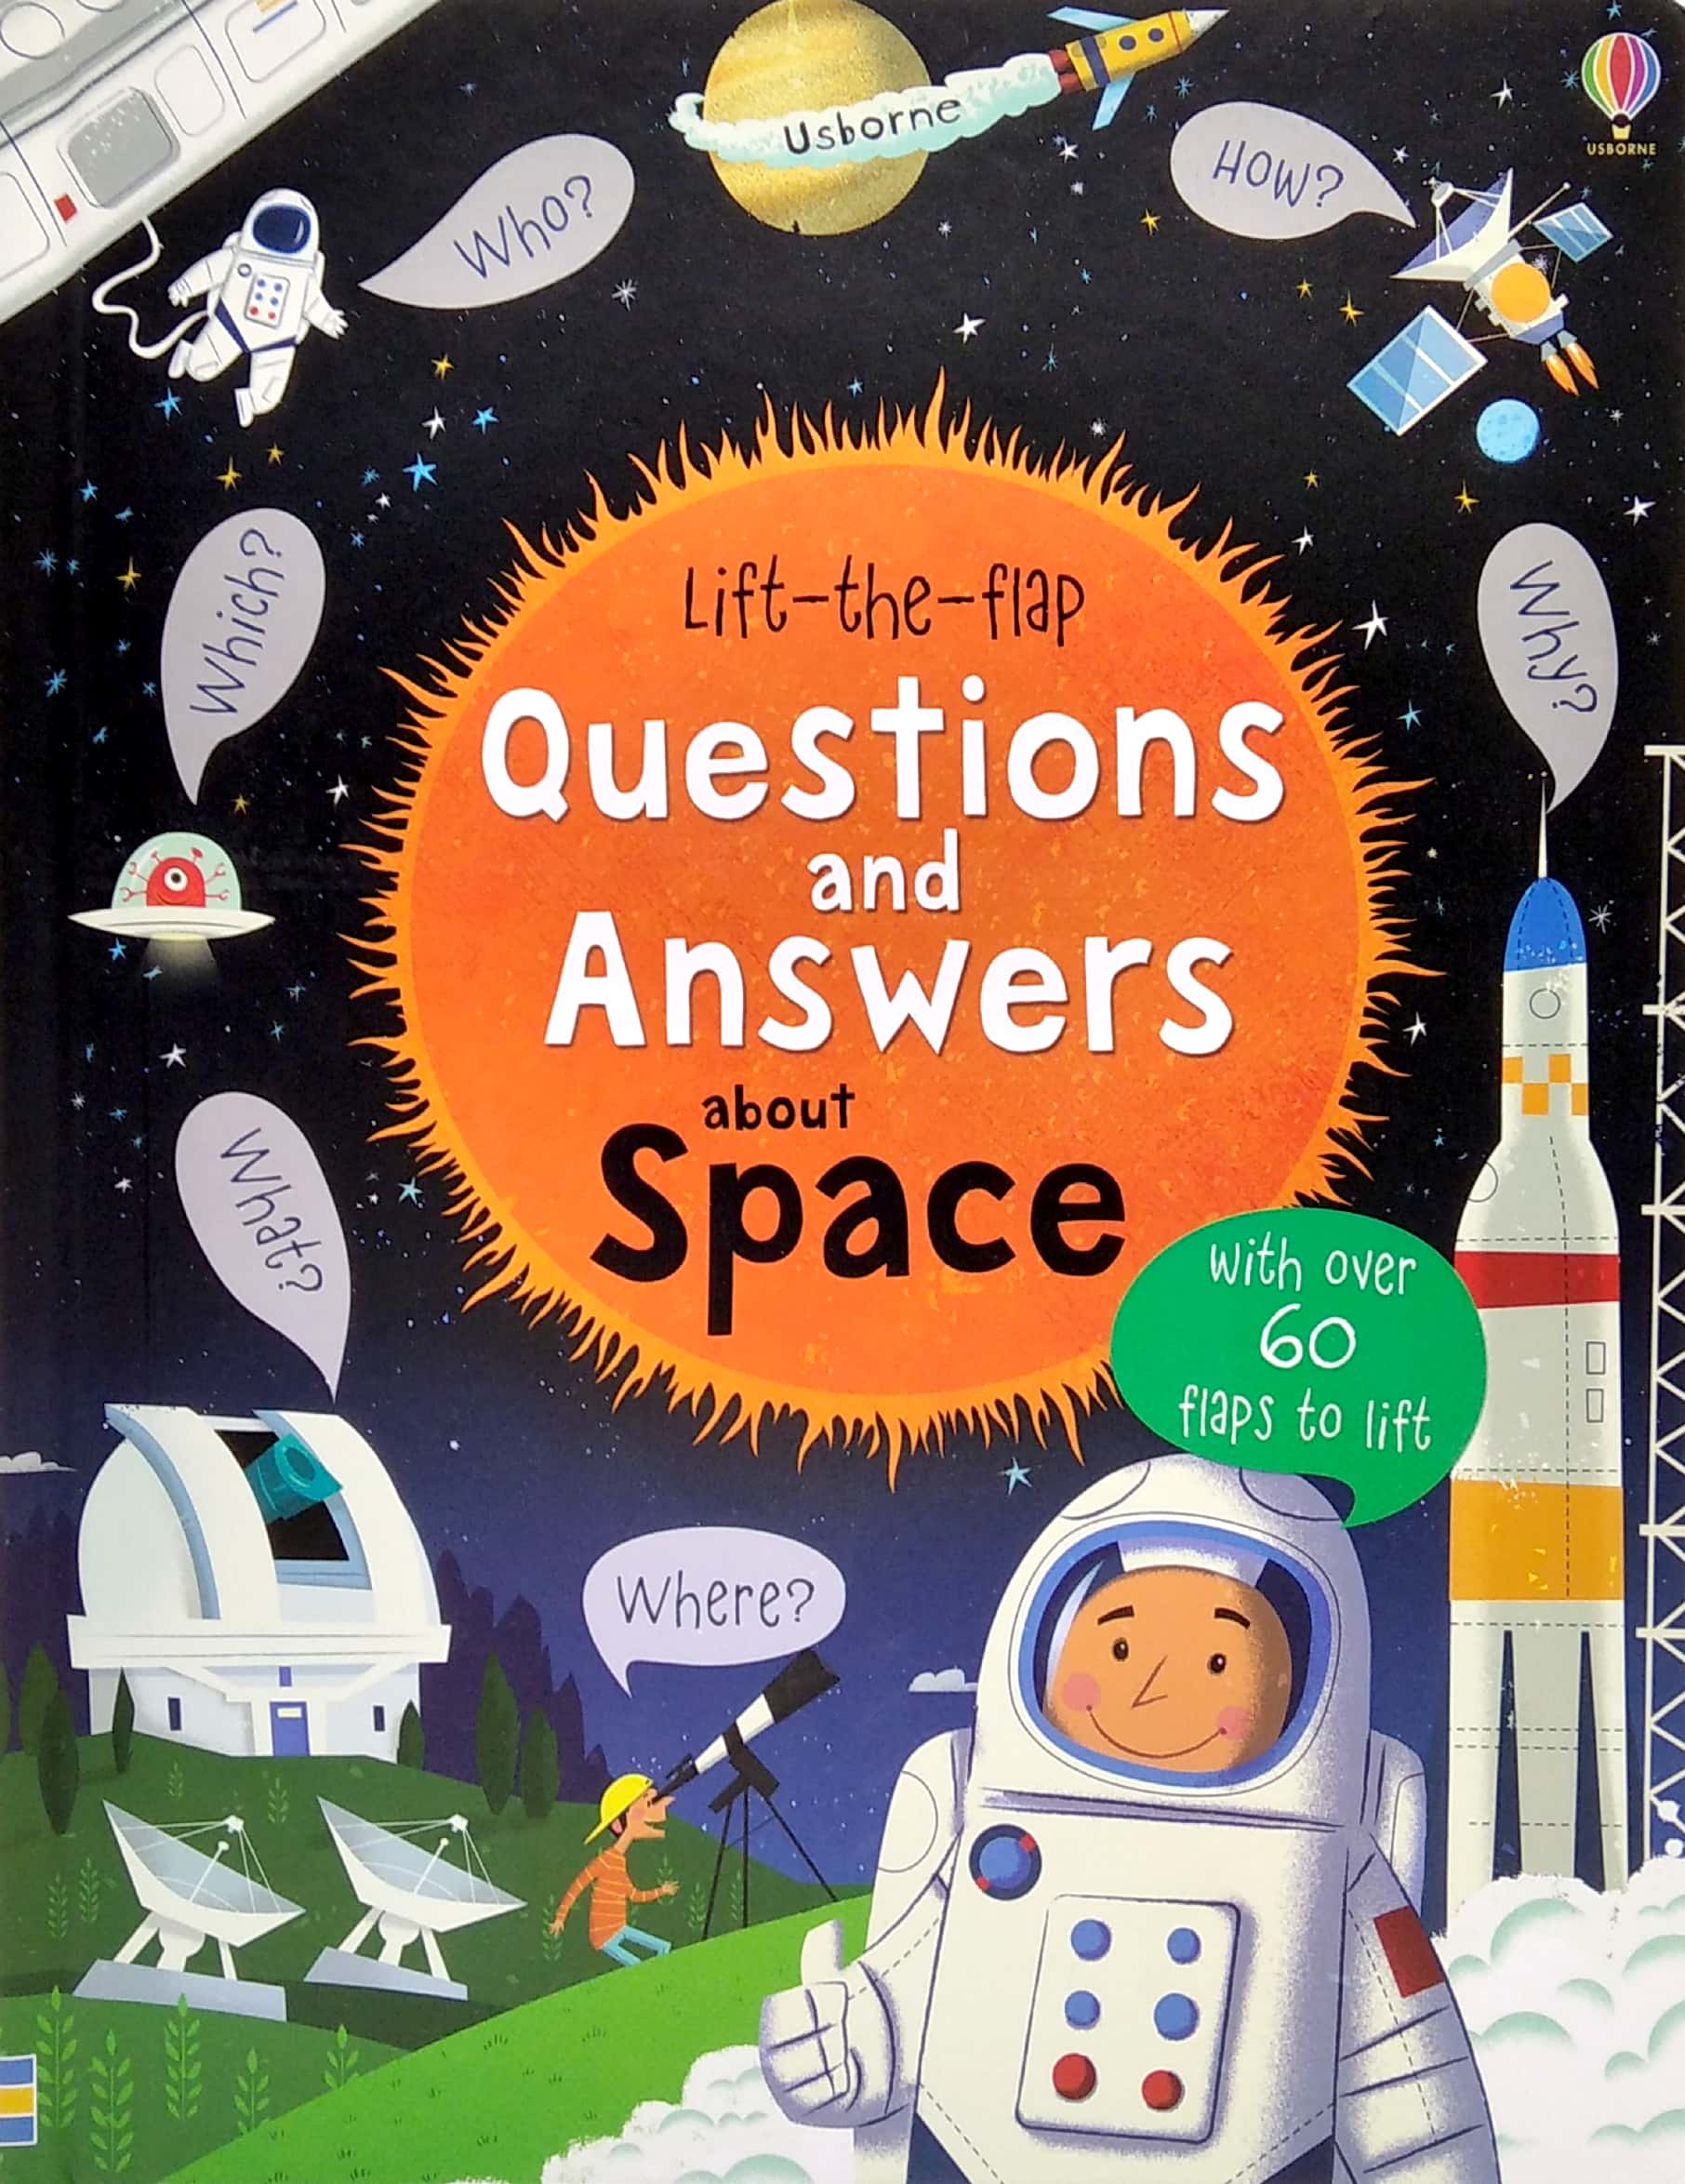 Usborne
USBORNE
Who?
HOW?
Which?
Why?
Lift-the-flap
Questions
and
Answers
about
Space
What?
with over
60
flaps to lift
Where?